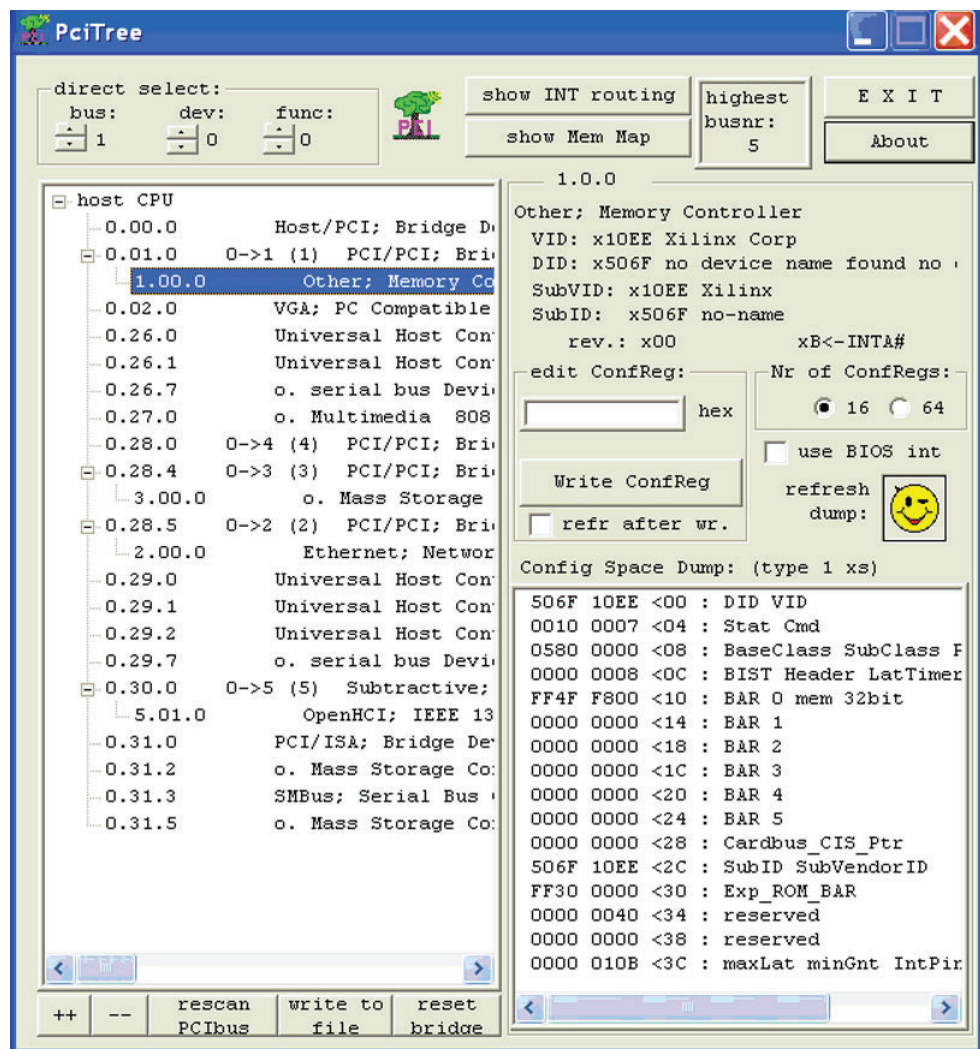 PciTree
direct select:
bus: dev: func:
1 0 0
PCI
show INT routing
show Mem Map
highest
busnr:
5
E X I T
About
host CPU
0.00.0 Host/PCI; Bridge D
0.01.0 0->1 (1) PCI/PCI; Bri
1.00.0 Other; Memory Co
0.02.0 VGA; PC Compatible
0.26.0 Universal Host Con
0.26.1 Universal Host Con
0.26.7 o. serial bus Devi
0.27.0 o. Multimedia 808
0.28.0 0->4 (4) PCI/PCI; Bri
0.28.4 0->3 (3) PCI/PCI; Bri
3.00.0 o. Mass Storage
0.28.5 0->2 (2) PCI/PCI; Bri
2.00.0 Ethernet; Networ
0.29.0 Universal Host Con
0.29.1 Universal Host Con
0.29.2 Universal Host Con
0.29.7 o. serial bus Devi
0.30.0 0->5 (5) Subtractive;
5.01.0 OpenHCI; IEEE 13
0.31.0 PCI/ISA; Bridge De
0.31.2 o. Mass Storage Co
0.31.3 SMBus; Serial Bus
0.31.5 o. Mass Storage Co
++ -- rescan PCIbus write to file reset bridge
1.0.0
Other; Memory Controller
VID: x10EE Xilinx Corp
DID: x506F no device name found no
SubVID: x10EE Xilinx
SubID: x506F no-name
rev.: x00 xB<-INTA#
edit ConfReg:
hex
Write ConfReg
refr after wr.
Nr of ConfRegs:
16 64
use BIOS int
refresh
dump:
Config Space Dump: (type 1 xs)
506F 10EE <00 : DID VID
0010 0007 <04 : Stat Cmd
0580 0000 <08 : BaseClass SubClass P
0000 0008 <0C : BIST Header LatTimer
FF4F F800 <10 : BAR 0 mem 32bit
0000 0000 <14 : BAR 1
0000 0000 <18 : BAR 2
0000 0000 <1C : BAR 3
0000 0000 <20 : BAR 4
0000 0000 <24 : BAR 5
0000 0000 <28 : Cardbus_CIS_Ptr
506F 10EE <2C : SubID SubVendorID
FF30 0000 <30 : Exp_ROM_BAR
0000 0040 <34 : reserved
0000 0000 <38 : reserved
0000 010B <3C : maxLat minGnt IntPin